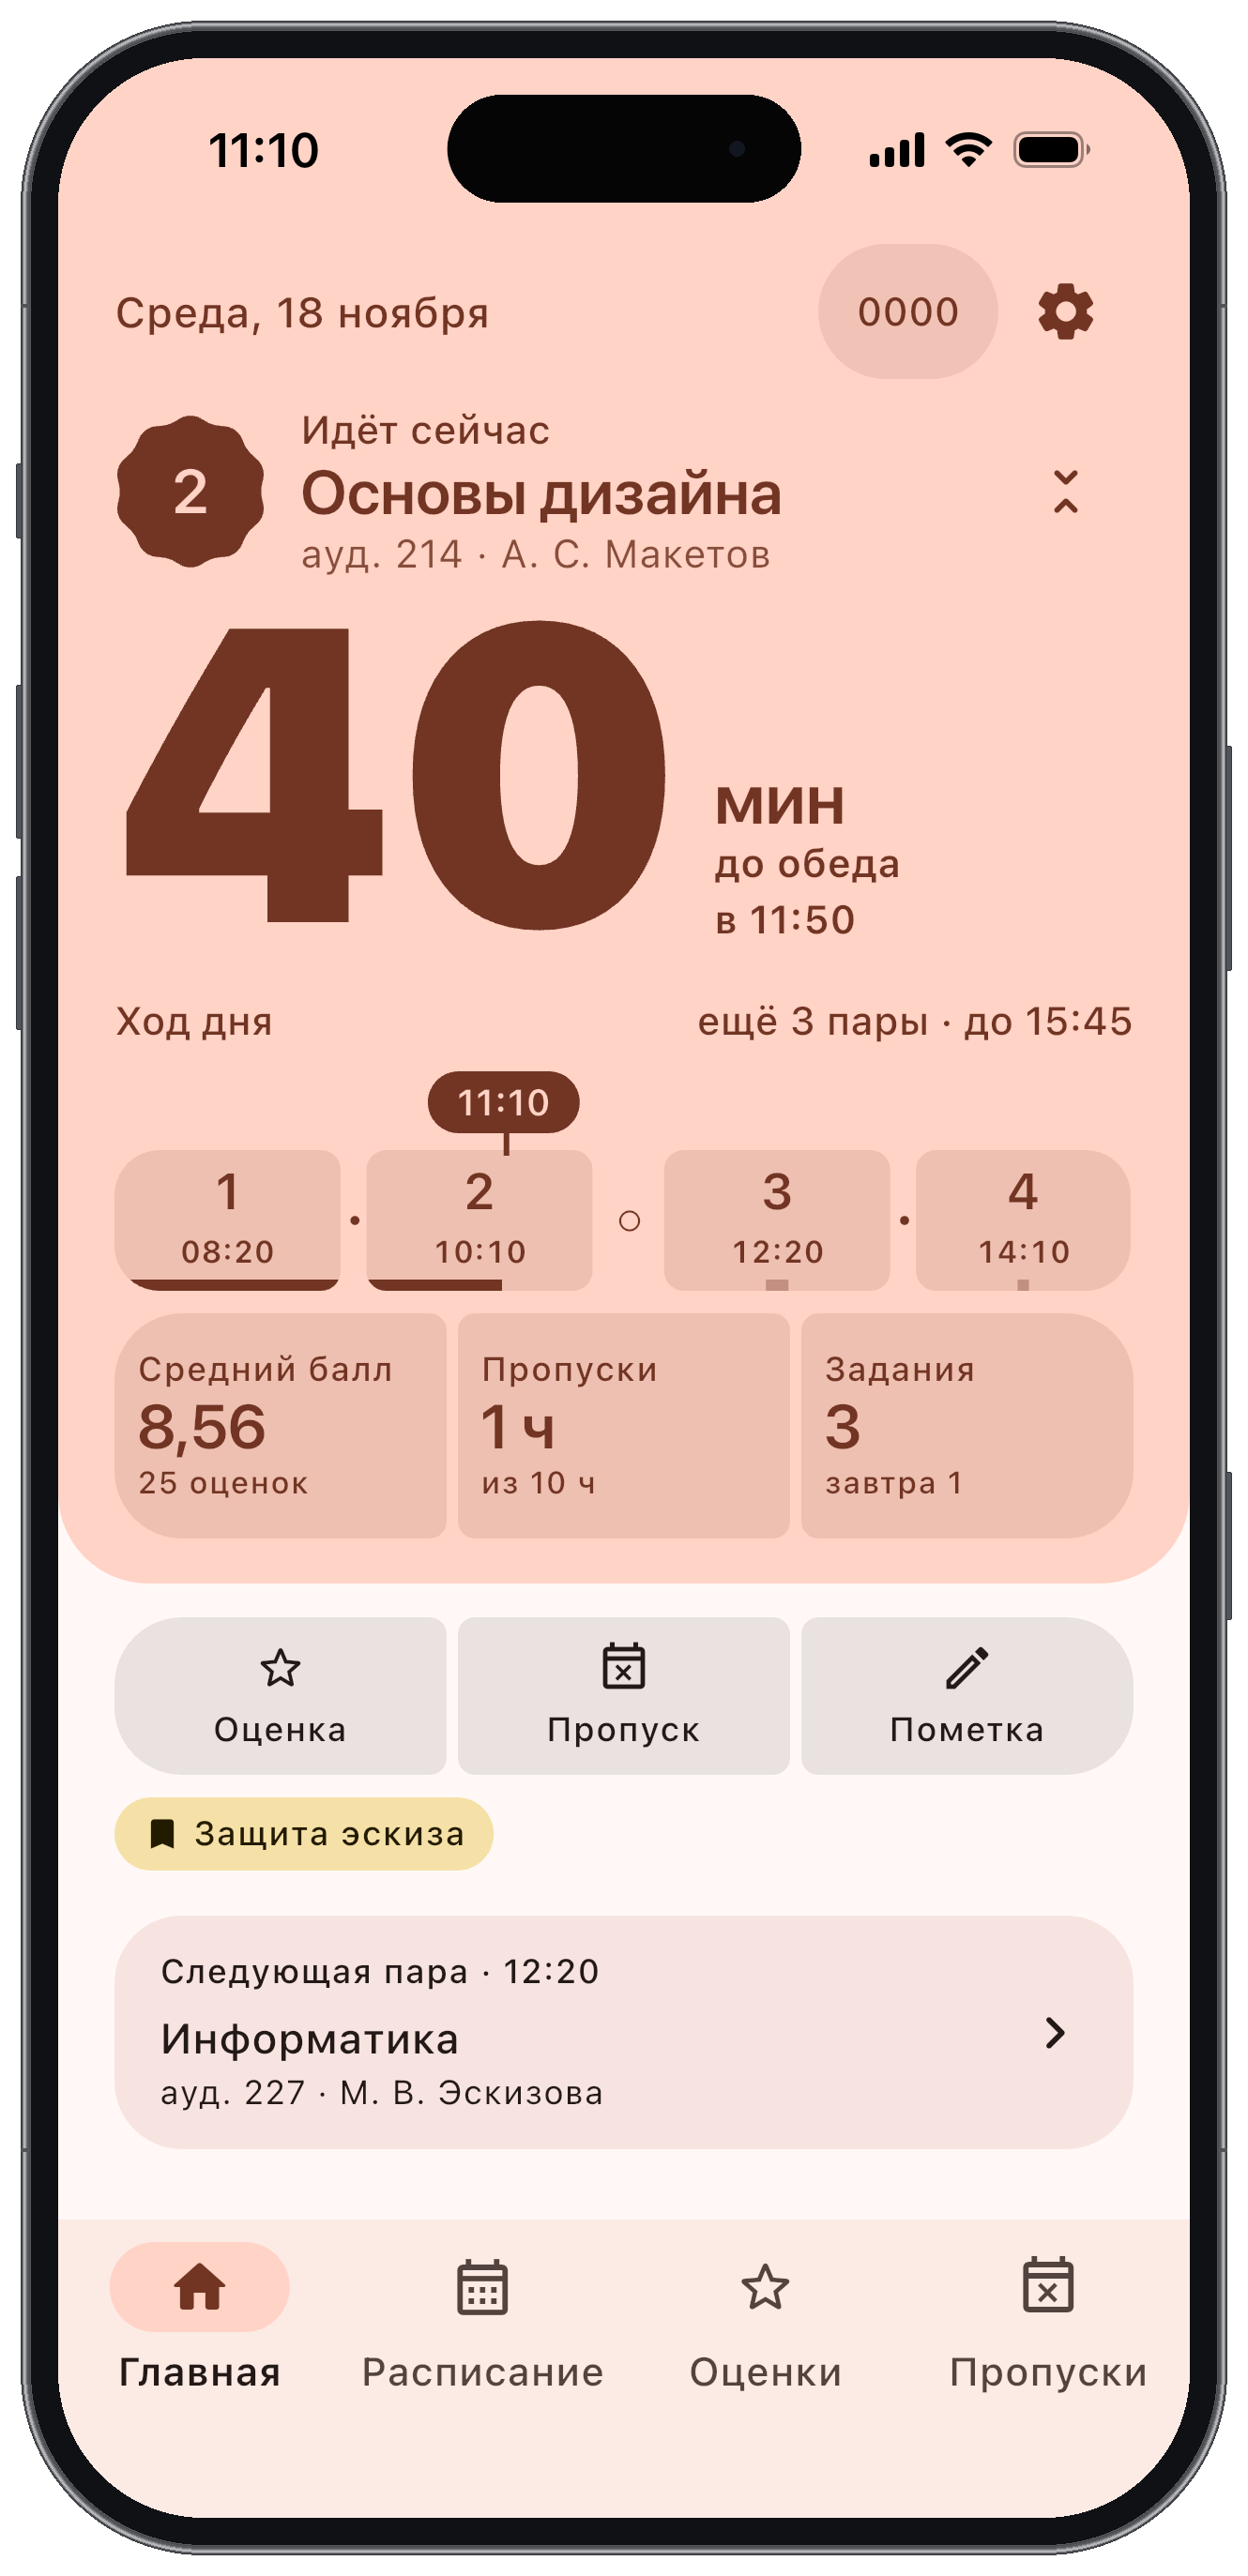 11:10
Среда, 18 ноября
0000
2
Идёт сейчас
Основы дизайна
ауд. 214 · А. С. Макетов
40
мин
до обеда
в 11:50
Ход дня
ещё 3 пары · до 15:45
11:10
1
08:20
2
10:10
3
12:20
4
14:10
Средний балл
8,56
25 оценок
Пропуски
1 ч
из 10 ч
Задания
3
завтра 1
Оценка
Пропуск
Пометка
Защита эскиза
Следующая пара · 12:20
Информатика
ауд. 227 · М. В. Эскизова
Главная
Расписание
Оценки
Пропуски